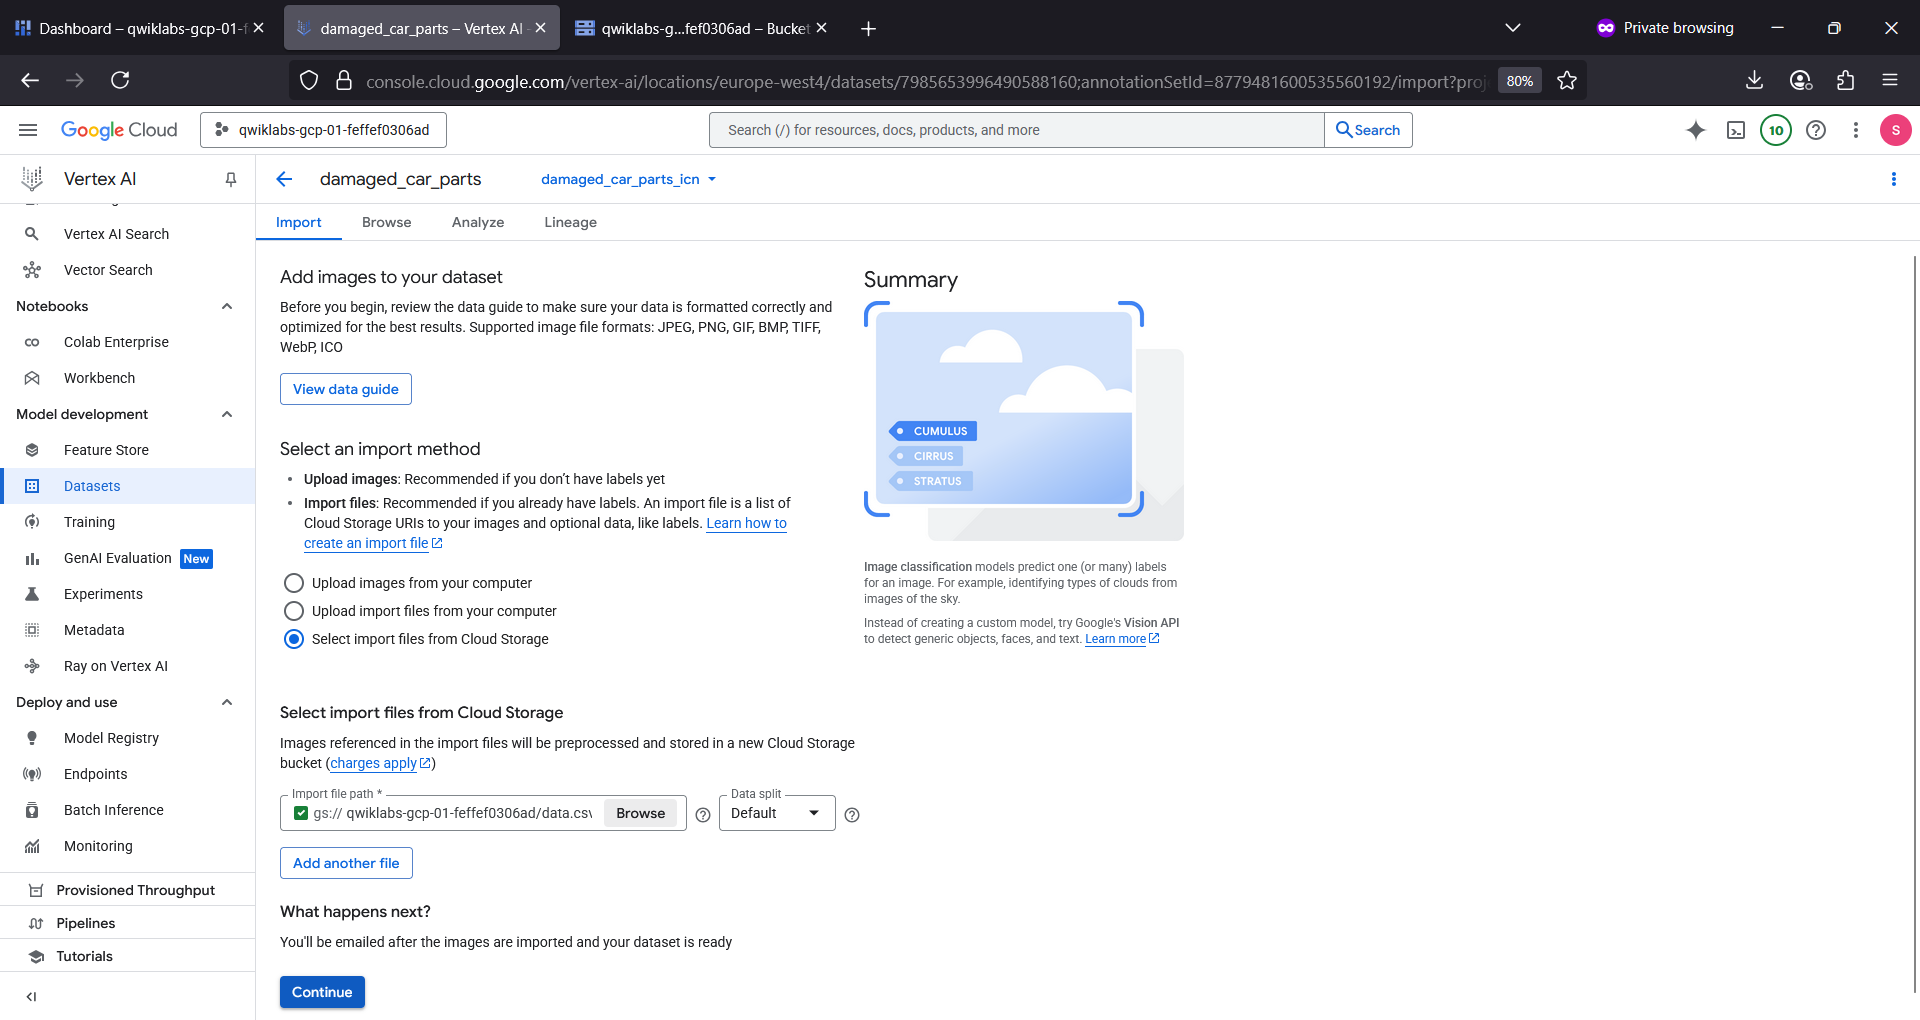 Dashboard – qwiklabs-gcp-01-f
damaged_car_parts – Vertex AI
qwiklabs-g...fef0306ad – Bucket
Private browsing
console.cloud.google.com/vertex-ai/locations/europe-west4/datasets/7985653996490588160;annotationSetId=8779481600535560192/import?proj
80%
Google Cloud
qwiklabs-gcp-01-feffef0306ad
Search (/) for resources, docs, products, and more
Search
10
S
Vertex AI
damaged_car_parts
damaged_car_parts_icn
Vertex AI Search
Vector Search
Notebooks
Colab Enterprise
Workbench
Model development
Feature Store
Datasets
Training
GenAI Evaluation New
Experiments
Metadata
Ray on Vertex AI
Deploy and use
Model Registry
Endpoints
Batch Inference
Monitoring
Provisioned Throughput
Pipelines
Tutorials
Import
Browse
Analyze
Lineage
Add images to your dataset
Before you begin, review the data guide to make sure your data is formatted correctly and
optimized for the best results. Supported image file formats: JPEG, PNG, GIF, BMP, TIFF,
WebP, ICO
View data guide
Select an import method
• Upload images: Recommended if you don't have labels yet
• Import files: Recommended if you already have labels. An import file is a list of
Cloud Storage URIs to your images and optional data, like labels. Learn how to
create an import file
Upload images from your computer
Upload import files from your computer
Select import files from Cloud Storage
Select import files from Cloud Storage
Images referenced in the import files will be preprocessed and stored in a new Cloud Storage
bucket (charges apply)
Import file path *
gs:// qwiklabs-gcp-01-feffef0306ad/data.csv
Browse
Data split
Default
Add another file
What happens next?
You'll be emailed after the images are imported and your dataset is ready
Continue
Summary
CUMULUS
CIRRUS
STRATUS
Image classification models predict one (or many) labels
for an image. For example, identifying types of clouds from
images of the sky.
Instead of creating a custom model, try Google's Vision API
to detect generic objects, faces, and text. Learn more